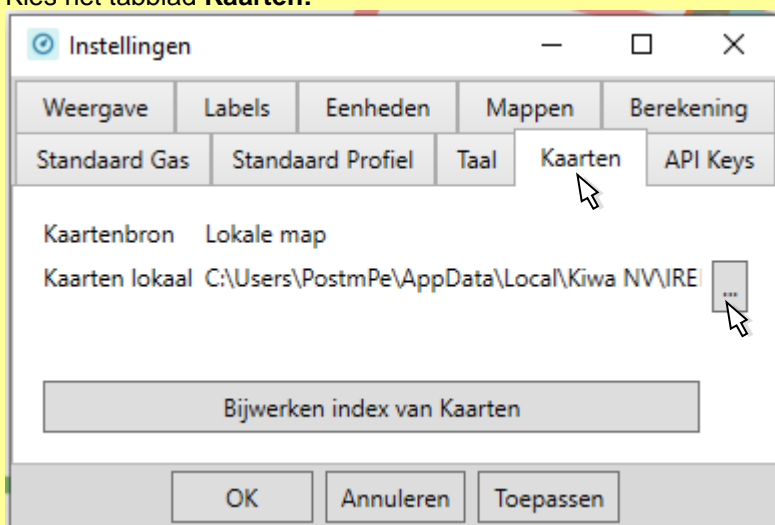 Kies het tabblad Kaarten:
Instellingen
Weergave Labels Eenheden Mappen Berekening
Standaard Gas Standaard Profiel Taal Kaarten API Keys
Kaartenbron Lokale map
Kaarten lokaal C:\Users\PostmPe\AppData\Local\Kiwa NV\IRE ...
Bijwerken index van Kaarten
OK Annuleren Toepassen